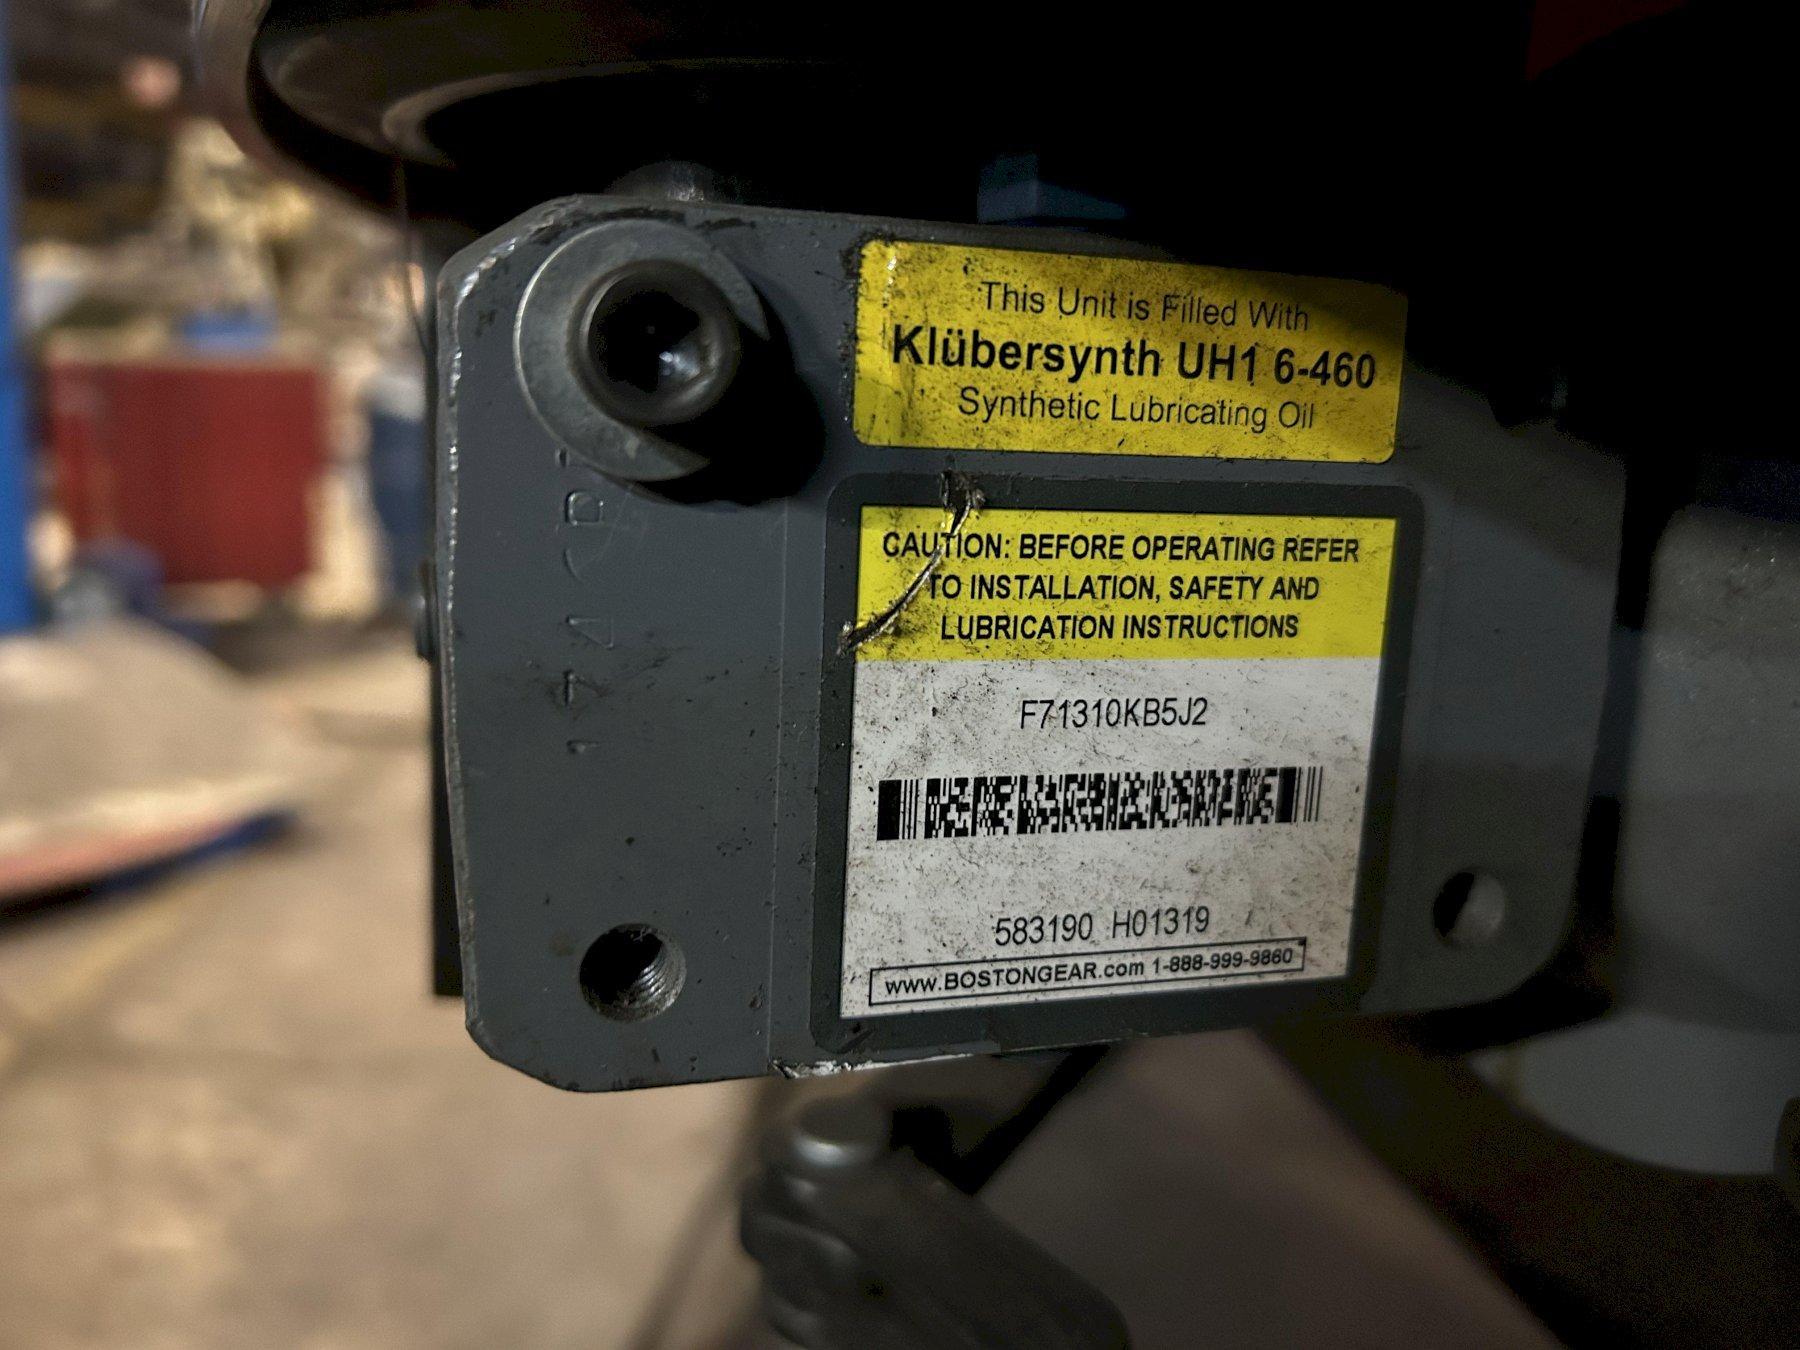 This Unit is Filled With
Klübersynth UH1 6-460
Synthetic Lubricating Oil
CAUTION: BEFORE OPERATING REFER
TO INSTALLATION, SAFETY AND
LUBRICATION INSTRUCTIONS
F71310KB5J2
583190 H01319
www.BOSTONGEAR.com 1-888-999-9860